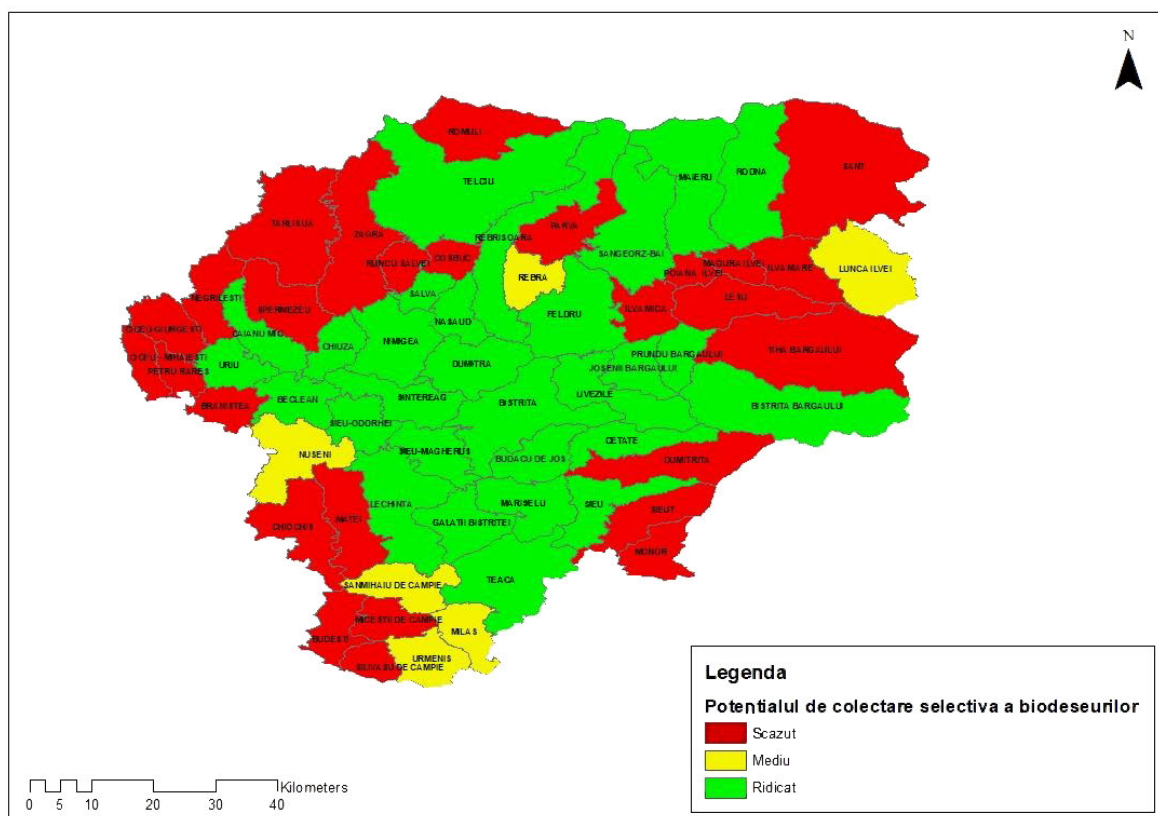 N
ROMULI
TELCIU
MAIERU
RODNA
SANT
TARLISUA
ZAGRA
PARVA
REBRISOARA
COSBUC
SANGEORZ-BAI
RUNCU SALVEI
MAGURA ILVEI
ILVA MARE
POIANA ILVEI
LUNCA ILVEI
REBRA
SALVA
NEGRILESTI
SPERMEZEU
LESU
ILVA MICA
NASAUD
FELDRU
CAIANU MIC
CHIUZA
NIMIGEA
TIHA BARGAULUI
PRUNDU BARGAULUI
CICEU-GIURGESTI
CICEU - MIHAIESTI
URIU
DUMITRA
JOSENII BARGAULUI
PETRU RARES
LIVEZILE
BECLEAN
SINTEREAG
BISTRITA
BISTRITA BARGAULUI
BRANISTEA
SIEU-ODORHEI
CETATE
NUSENI
SIEU-MAGHERUS
BUDACU DE JOS
DUMITRITA
LECHINTA
MARISELU
SIEU
SIEUT
CHIOCHIS
MATEI
GALATII BISTRITEI
MONOR
SANMIHAIU DE CAMPIE
TEACA
MICESTII DE CAMPIE
MILAS
BUDESTI
URMENIS
SILIVASU DE CAMPIE
Legenda
Potentialul de colectare selectiva a biodeseurilor
Scazut
Mediu
Ridicat
Kilometers
0 5 10 20 30 40